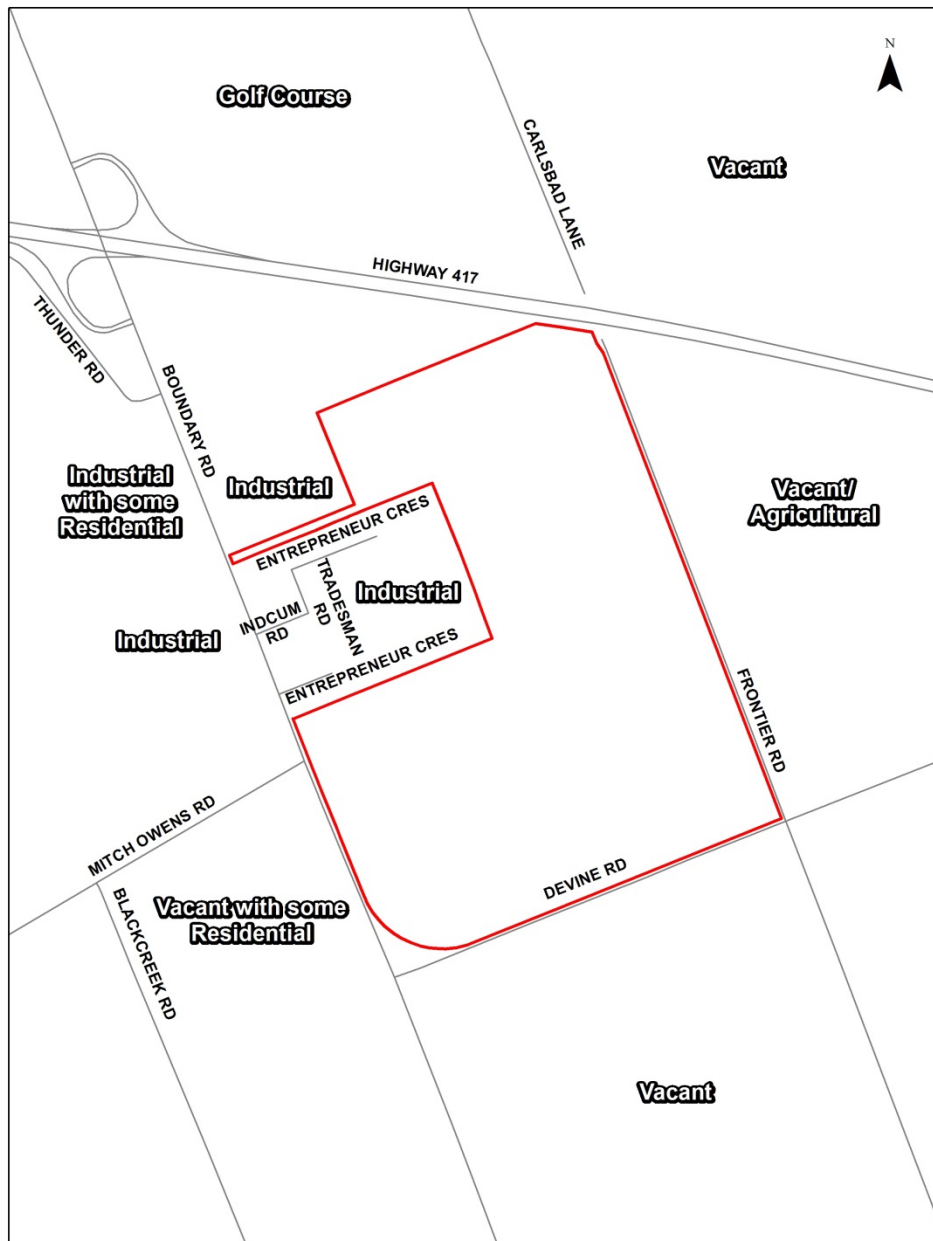 N
Golf Course
CARLSBAD LANE
Vacant
HIGHWAY 417
THUNDER RD
BOUNDARY RD
Industrial
with some
Residential
Industrial
Vacant/
Agricultural
ENTREPRENEUR CRES
TRADESMAN
RD
Industrial
INDCUM
RD
Industrial
ENTREPRENEUR CRES
FRONTIER RD
MITCH OWENS RD
DEVINE RD
BLACKCREEK RD
Vacant with some
Residential
Vacant